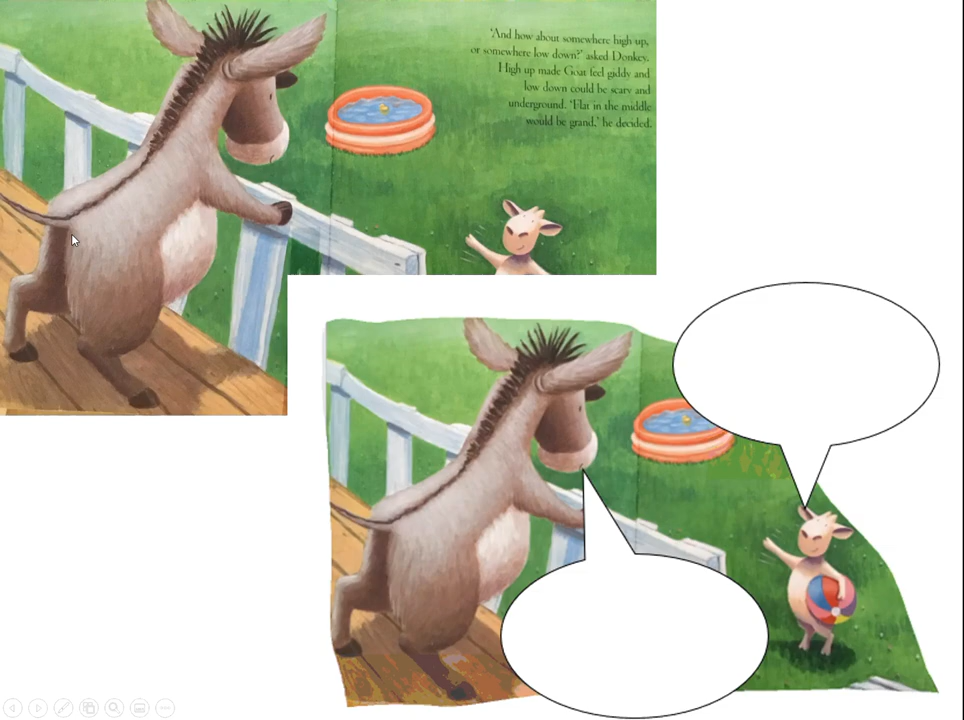 ‘And how about somewhere high up,
or somewhere low down?’ asked Donkey.
High up made Goat feel giddy and
low down could be scary and
underground. ‘Flat in the middle
would be grand,’ he decided.